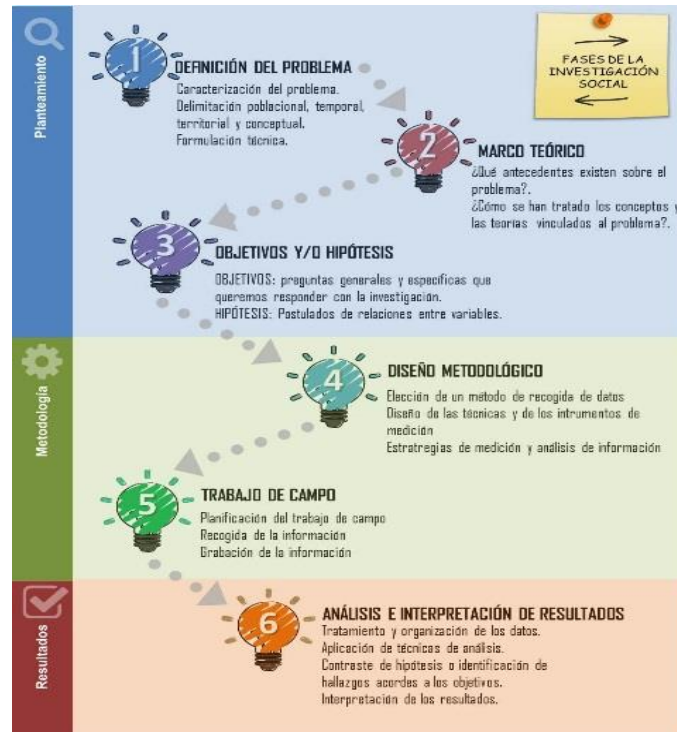 FASES DE LA
INVESTIGACIÓN
SOCIAL
Planteamiento
1
DEFINICIÓN DEL PROBLEMA
Caracterización del problema.
Delimitación poblacional, temporal,
territorial y conceptual.
Formulación técnica.
2
MARCO TEÓRICO
¿Qué antecedentes existen sobre el
problema?.
¿Cómo se han tratado los conceptos y
las teorías vinculados al problema?.
3
OBJETIVOS Y/O HIPÓTESIS
OBJETIVOS: preguntas generales y específicas que
queremos responder con la investigación.
HIPÓTESIS: Postulados de relaciones entre variables.
Metodología
4
DISEÑO METODOLÓGICO
Elección de un método de recogida de datos
Diseño de las técnicas y de los intrumentos de
medición
Estratregias de medición y análisis de información
5
TRABAJO DE CAMPO
Planificación del trabajo de campo
Recogida de la información
Grabación de la información
Resultados
6
ANÁLISIS E INTERPRETACIÓN DE RESULTADOS
Tratamiento y organización de los datos.
Aplicación de técnicas de análisis.
Contraste de hipótesis o identificación de
hallazgos acordes a los objetivos.
Interpretación de los resultados.